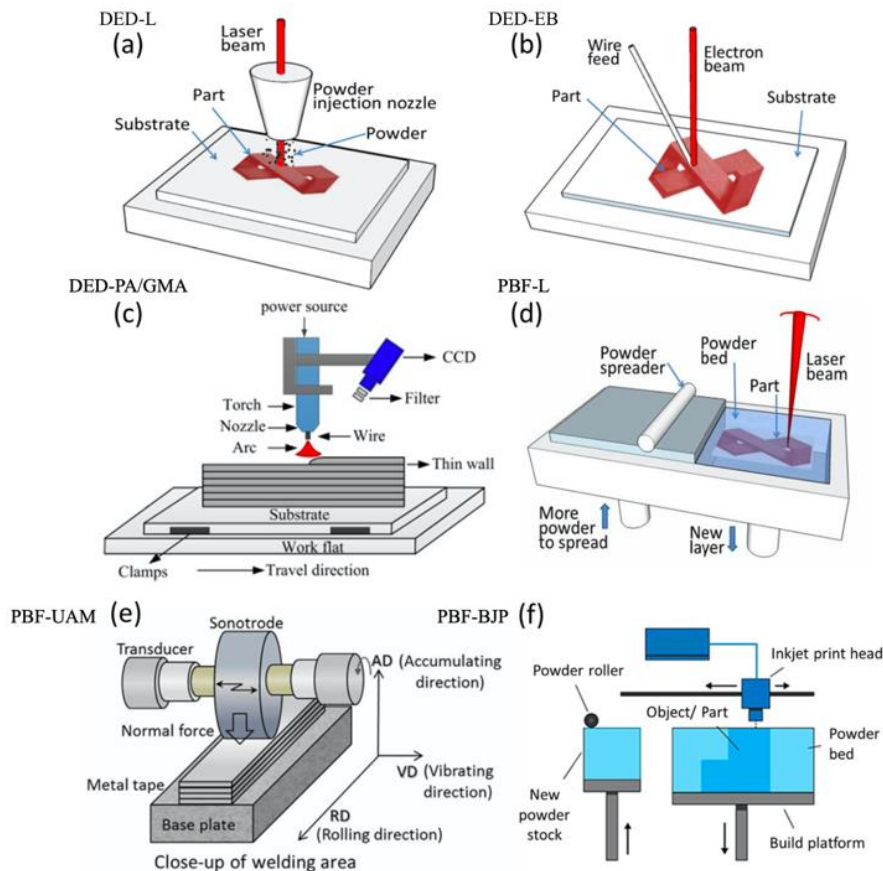 DED-L
(a)
Laser
beam
Part
Powder
injection nozzle
Substrate
Powder
DED-EB
(b)
Wire
feed
Electron
beam
Part
Substrate
DED-PA/GMA
(c)
power source
CCD
Torch
Filter
Nozzle
Wire
Arc
Thin wall
Substrate
Work flat
Clamps
Travel direction
PBF-L
(d)
Powder
spreader
Powder
bed
Part
Laser
beam
More
powder
to spread
New
layer
PBF-UAM
(e)
Sonotrode
Transducer
AD (Accumulating
direction)
Normal force
Metal tape
VD (Vibrating
direction)
RD
(Rolling direction)
Base plate
Close-up of welding area
PBF-BJP
(f)
Inkjet print head
Powder roller
Object/ Part
Powder
bed
New
powder
stock
Build platform